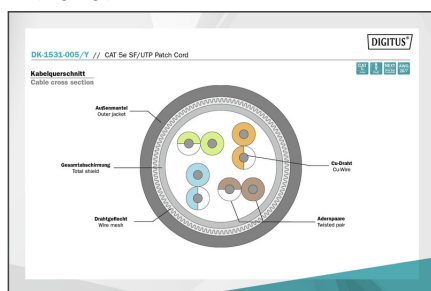 DIGITUS®
DK-1531-005/Y // CAT 5e SF/UTP Patch Cord
Kabelquerschnitt
Cable cross section
Außenmantel
Outer jacket
Gesamtabschirmung
Total shield
Cu-Draht
Cu-Wire
Drahtgeflecht
Wire mesh
Aderspaare
Twisted pair